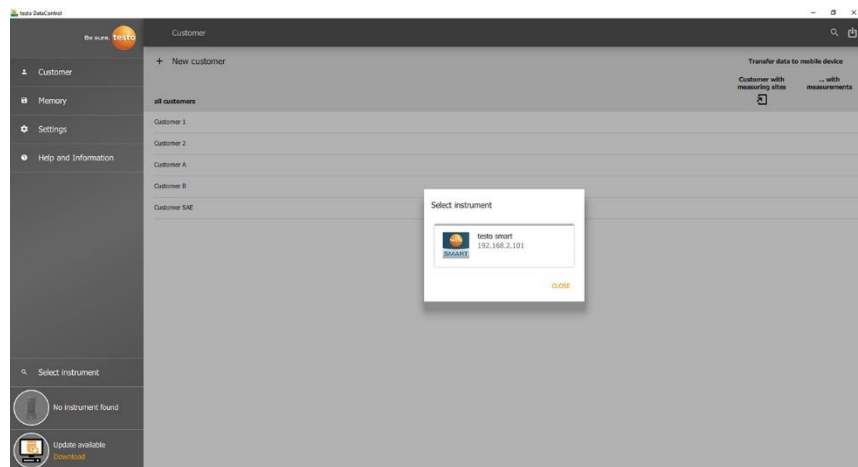 testo DataControl
Be sure. testo
Customer
Customer
Memory
Settings
Help and Information
Select instrument
No instrument found
Update available
Download
+ New customer
Transfer data to mobile device
Customer with
measuring sites
... with
measurements
all customers
Customer 1
Customer 2
Customer A
Customer B
Customer SAE
Select instrument
testo
SMART
testo smart
192.168.2.101
CLOSE